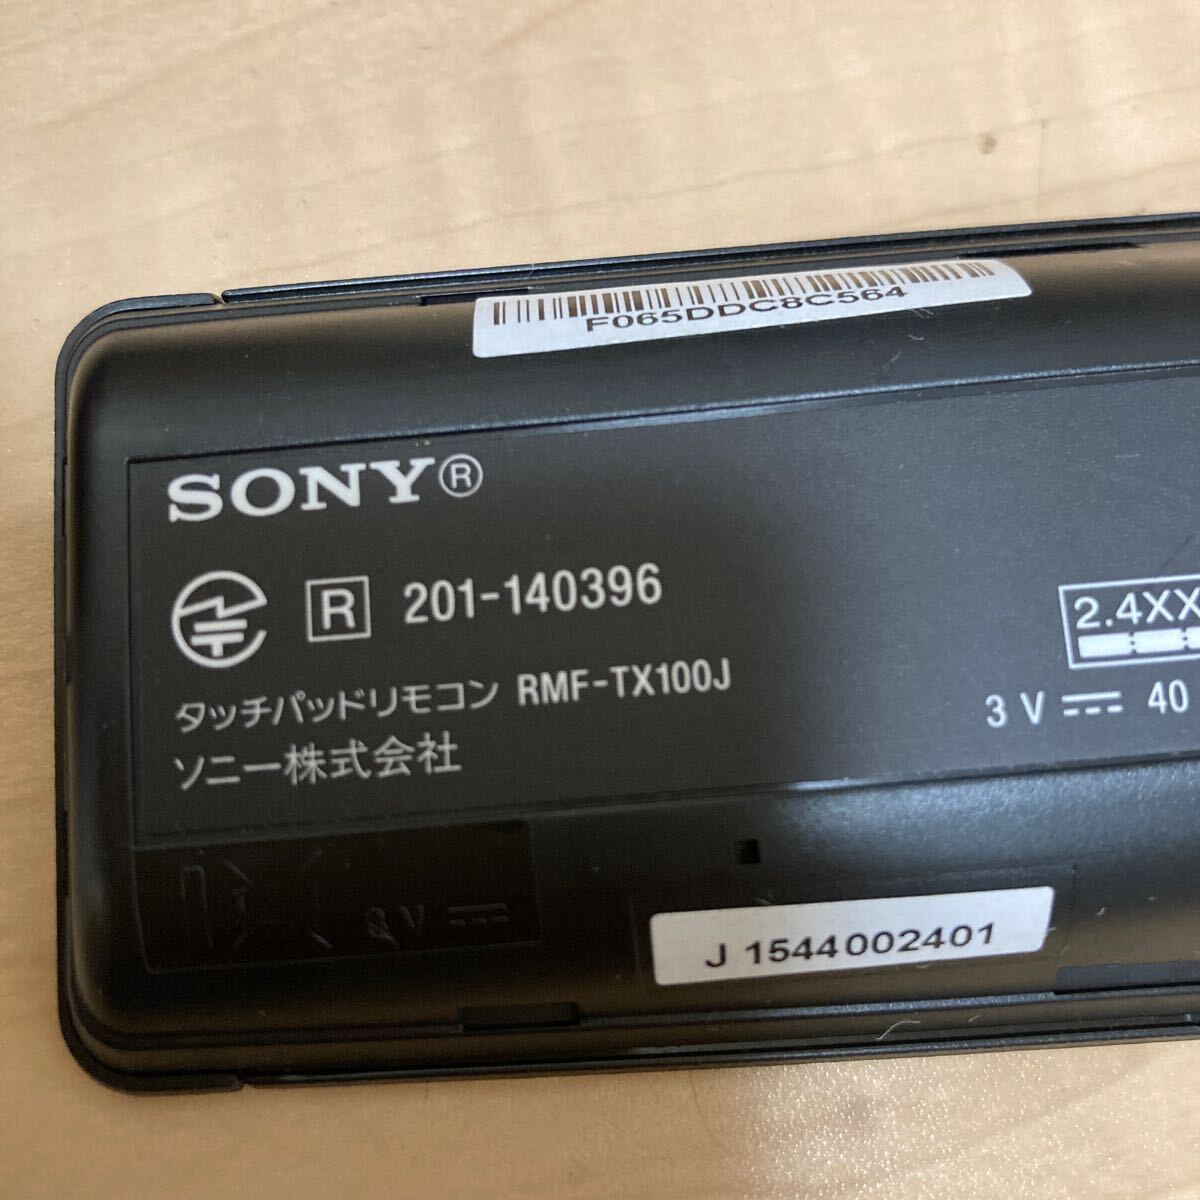 F065DDC8C564
SONY®
R 201-140396
2.4XX
タッチパッドリモコン RMF-TX100J
3 V ⎓ 40
ソニー株式会社
3 V ⎓
J 1544002401